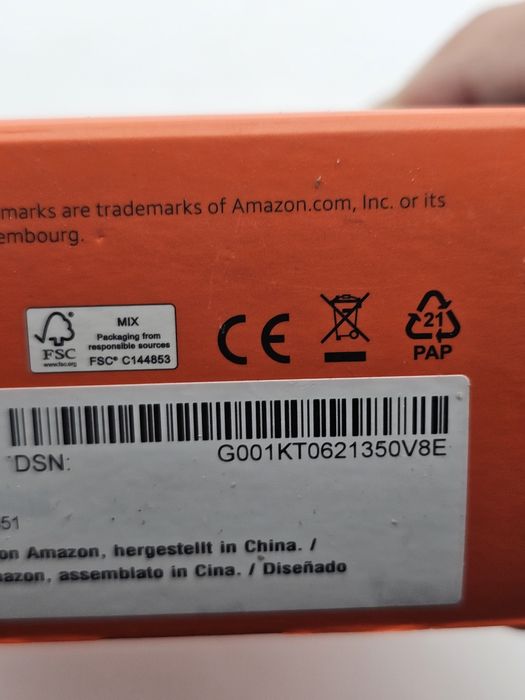 marks are trademarks of Amazon.com, Inc. or its
embourg.
FSC
www.fsc.org
MIX
Packaging from
responsible sources
FSC® C144853
CE
21
PAP
DSN:
G001KT0621350V8E
51
on Amazon, hergestellt in China. /
mazon, assemblato in Cina. / Diseñado